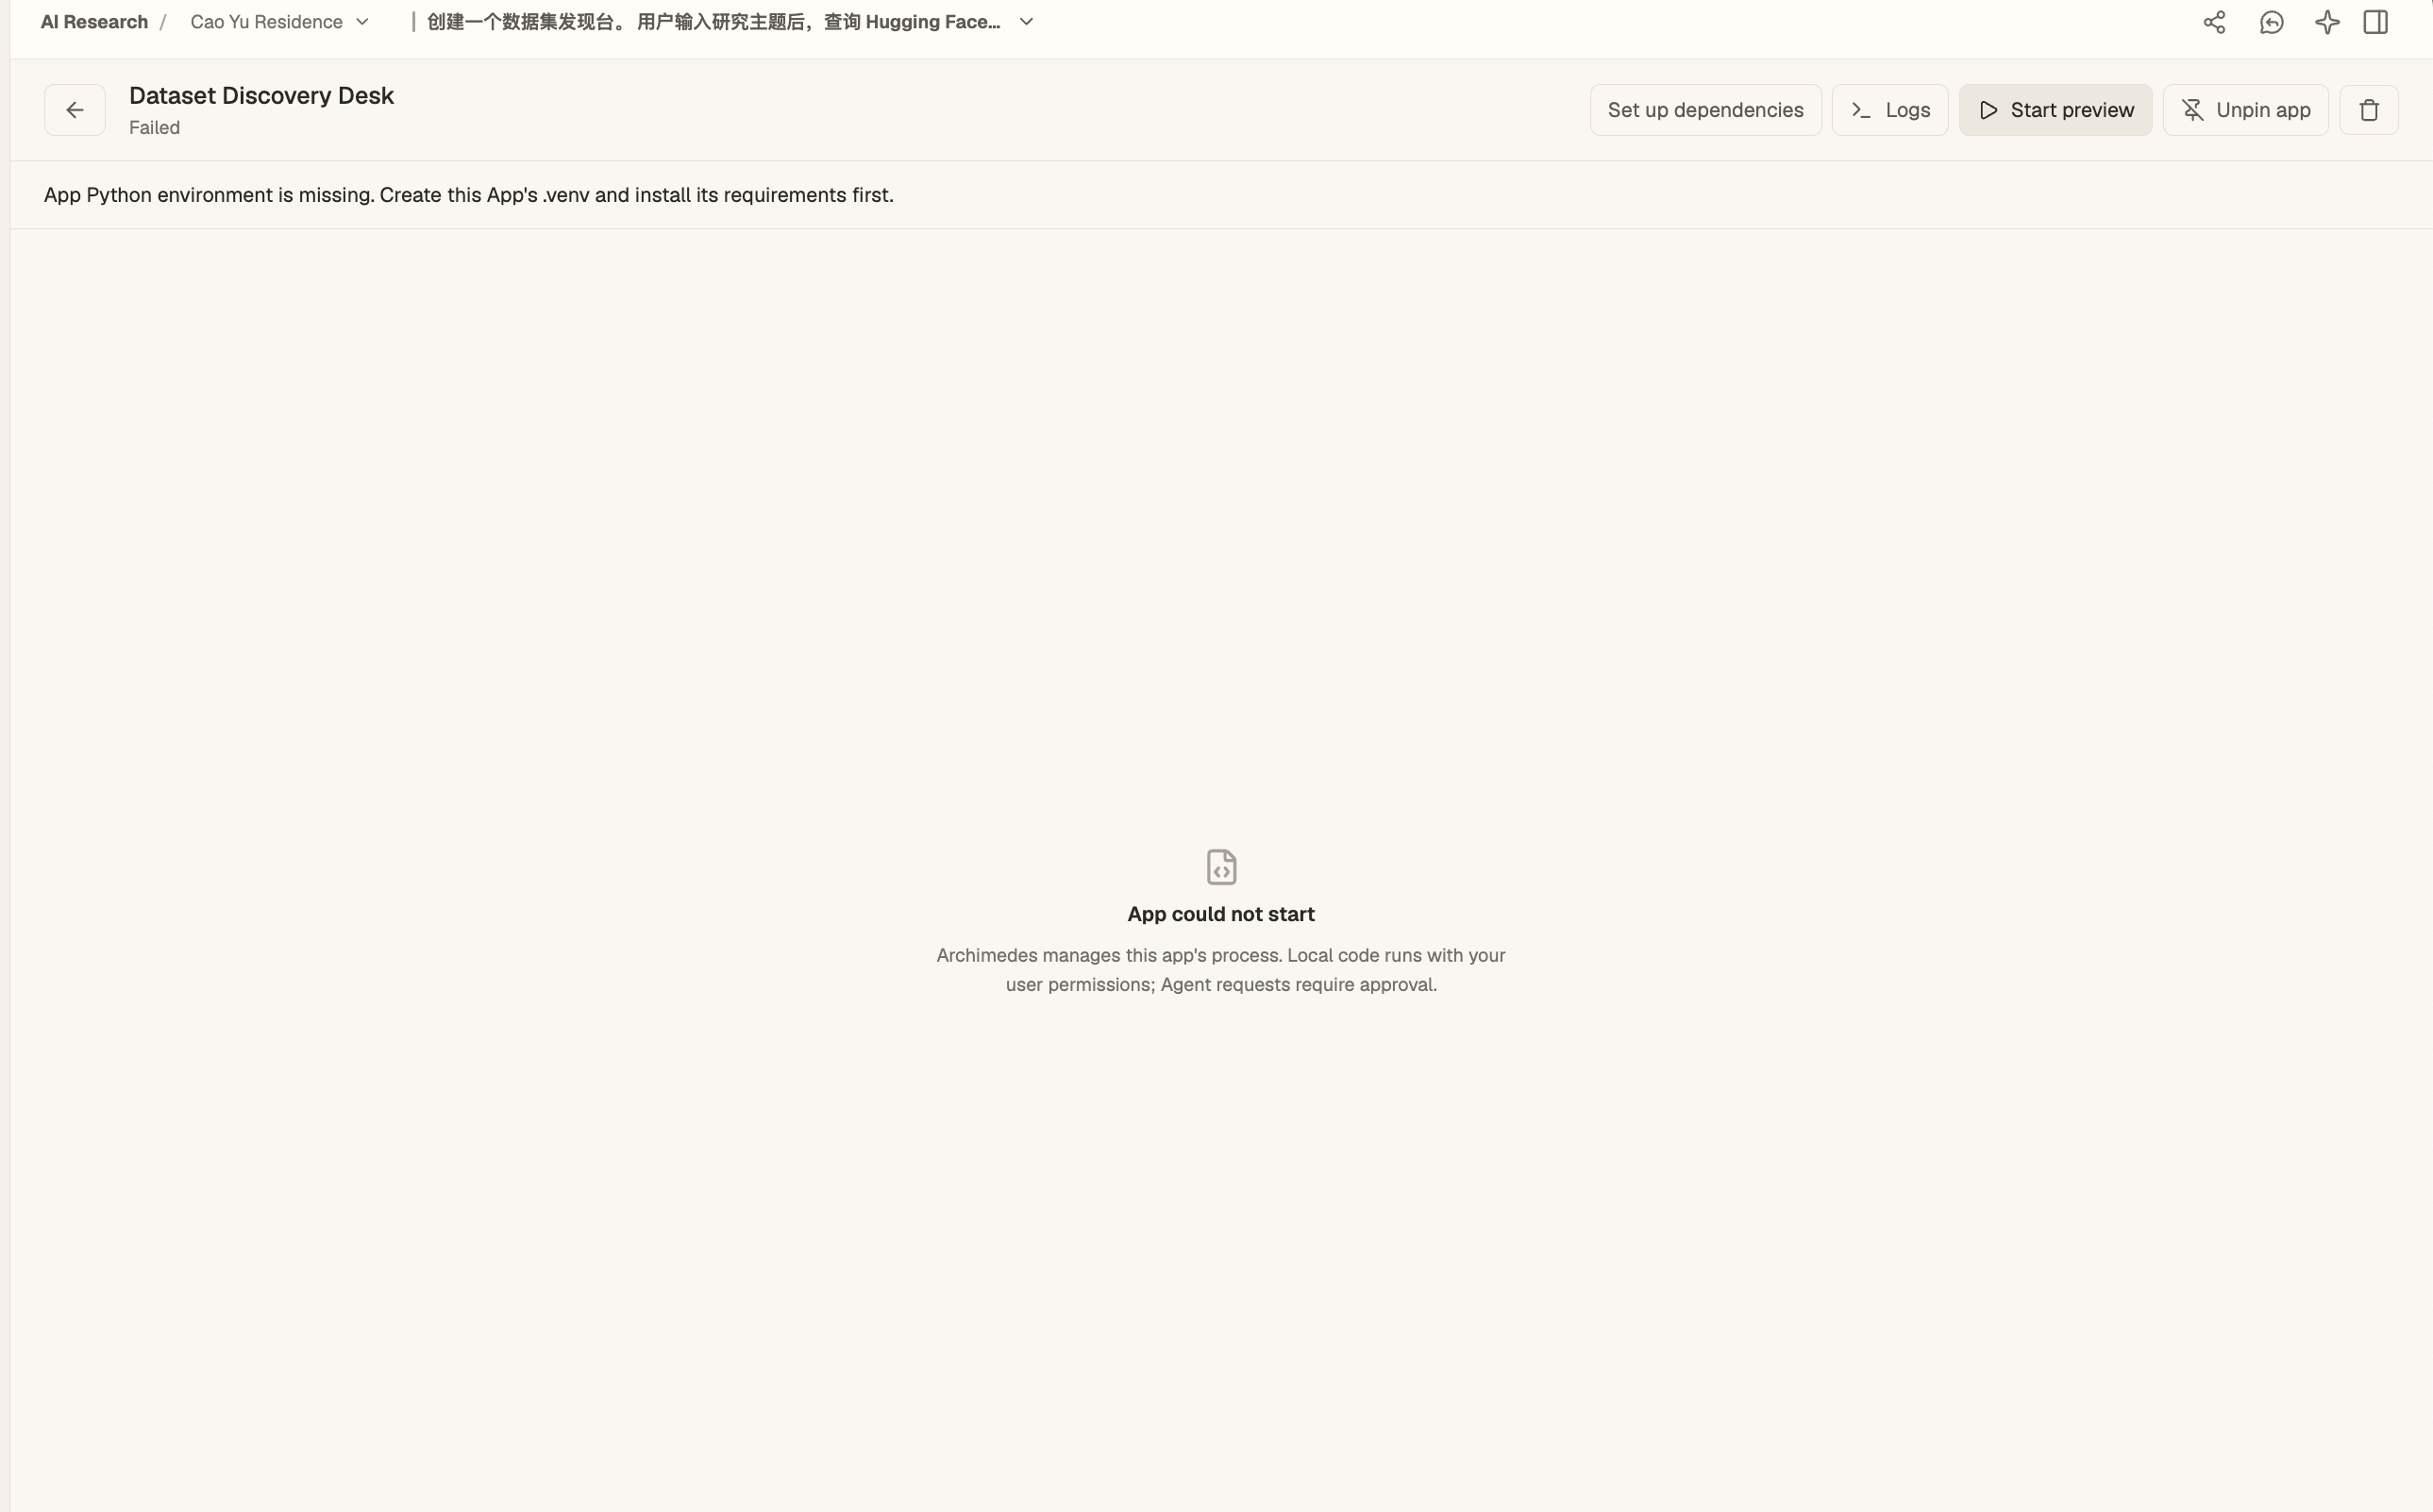 AI Research / Cao Yu Residence | 创建一个数据集发现台。 用户输入研究主题后，查询 Hugging Face...
Dataset Discovery Desk
Failed
Set up dependencies
Logs
Start preview
Unpin app
App Python environment is missing. Create this App's .venv and install its requirements first.
App could not start
Archimedes manages this app's process. Local code runs with your
user permissions; Agent requests require approval.